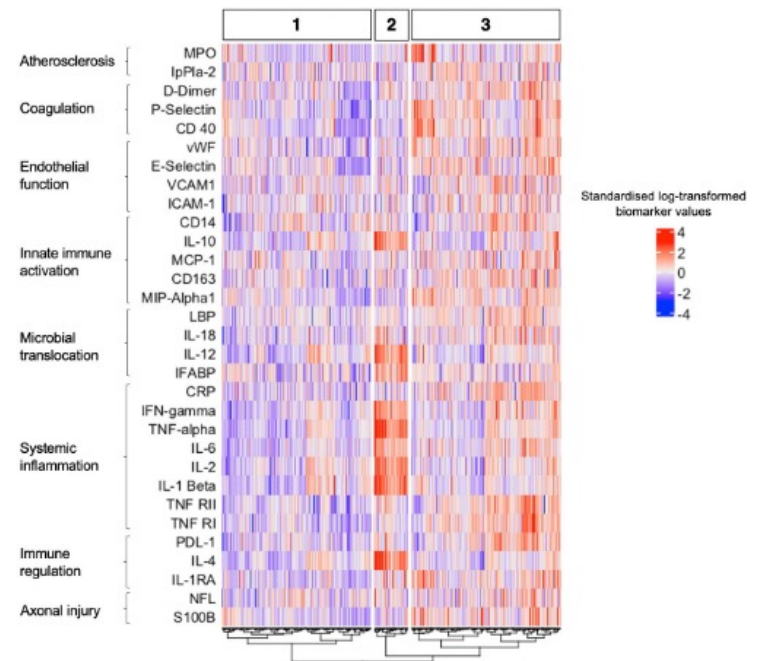 1 2 3
Atherosclerosis
MPO
IpPla-2
Coagulation
D-Dimer
P-Selectin
CD 40
Endothelial
function
vWF
E-Selectin
VCAM1
ICAM-1
Innate immune
activation
CD14
IL-10
MCP-1
CD163
MIP-Alpha1
Microbial
translocation
LBP
IL-18
IL-12
IFABP
Systemic
inflammation
CRP
IFN-gamma
TNF-alpha
IL-6
IL-2
IL-1 Beta
TNF RII
TNF RI
Immune
regulation
PDL-1
IL-4
IL-1RA
Axonal injury
NFL
S100B
Standardised log-transformed
biomarker values
4
2
0
-2
-4